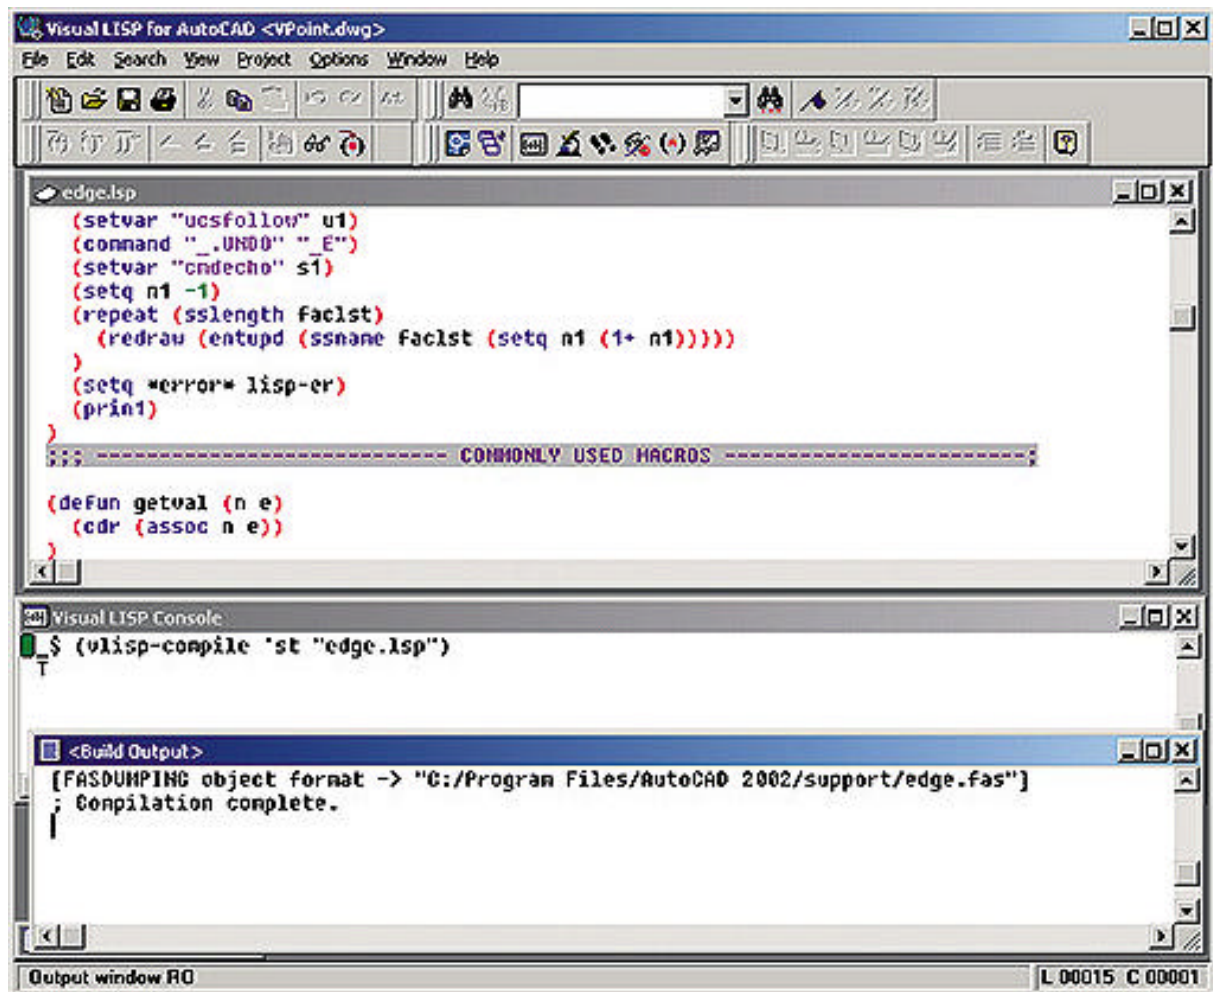 Visual LISP for AutoCAD <VPoint.dwg>
File Edit Search View Project Options Window Help
edge.lsp
(setvar "ucsfollow" u1)
(command "_.UNDO" "_E")
(setvar "cmdecho" s1)
(setq n1 -1)
(repeat (sslength faclst)
(redraw (entupd (ssname faclst (setq n1 (1+ n1)))))
)
(setq *error* lisp-er)
(prin1)
)
;;; ---------------------------- COMMONLY USED MACROS ------------------------;
(defun getval (n e)
(cdr (assoc n e))
)
Visual LISP Console
_$ (vlisp-compile 'st "edge.lsp")
T
<Build Output>
[FASDUMPING object format -> "C:/Program Files/AutoCAD 2002/support/edge.fas"]
; Compilation complete.
Output window RO
L 00015 C 00001